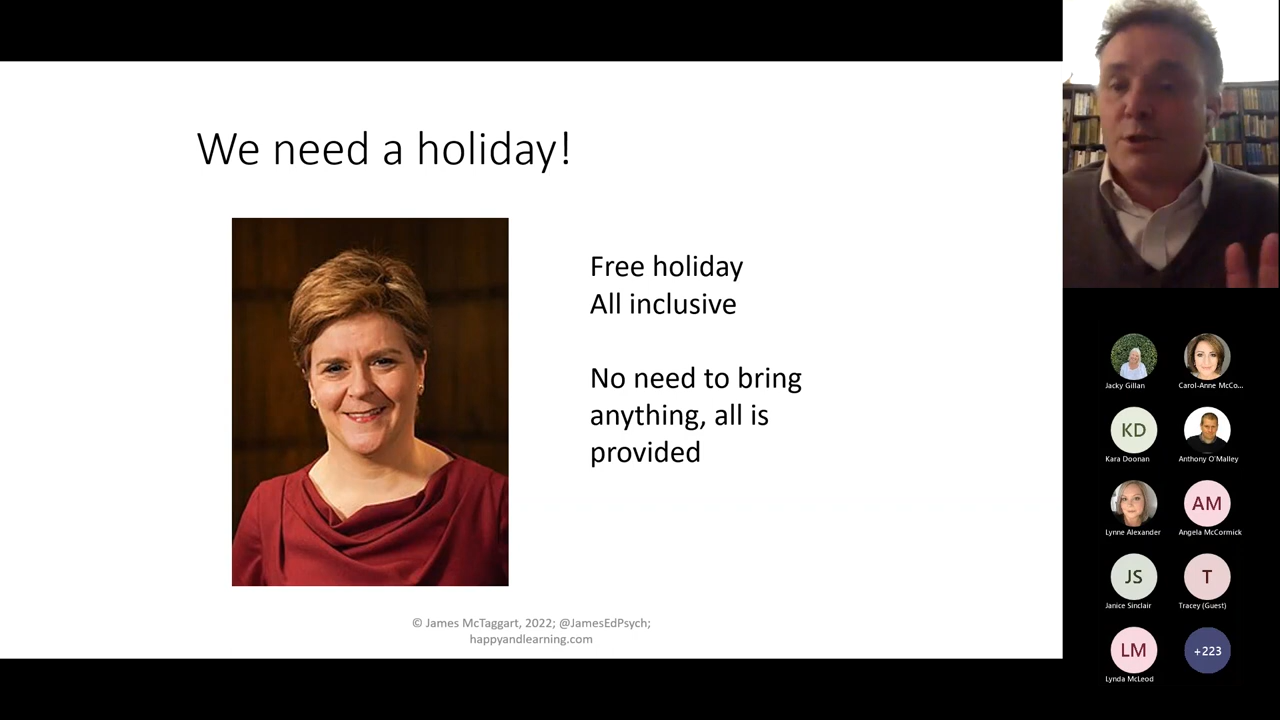 We need a holiday!
Free holiday
All inclusive
No need to bring
anything, all is
provided
© James McTaggart, 2022; @JamesEdPsych;
happyandlearning.com
Jacky Gillan
Carol-Anne McCo...
KD
Kara Doonan
Anthony O'Malley
Lynne Alexander
AM
Angela McCormick
JS
Janice Sinclair
T
Tracey (Guest)
LM
Lynda McLeod
+223